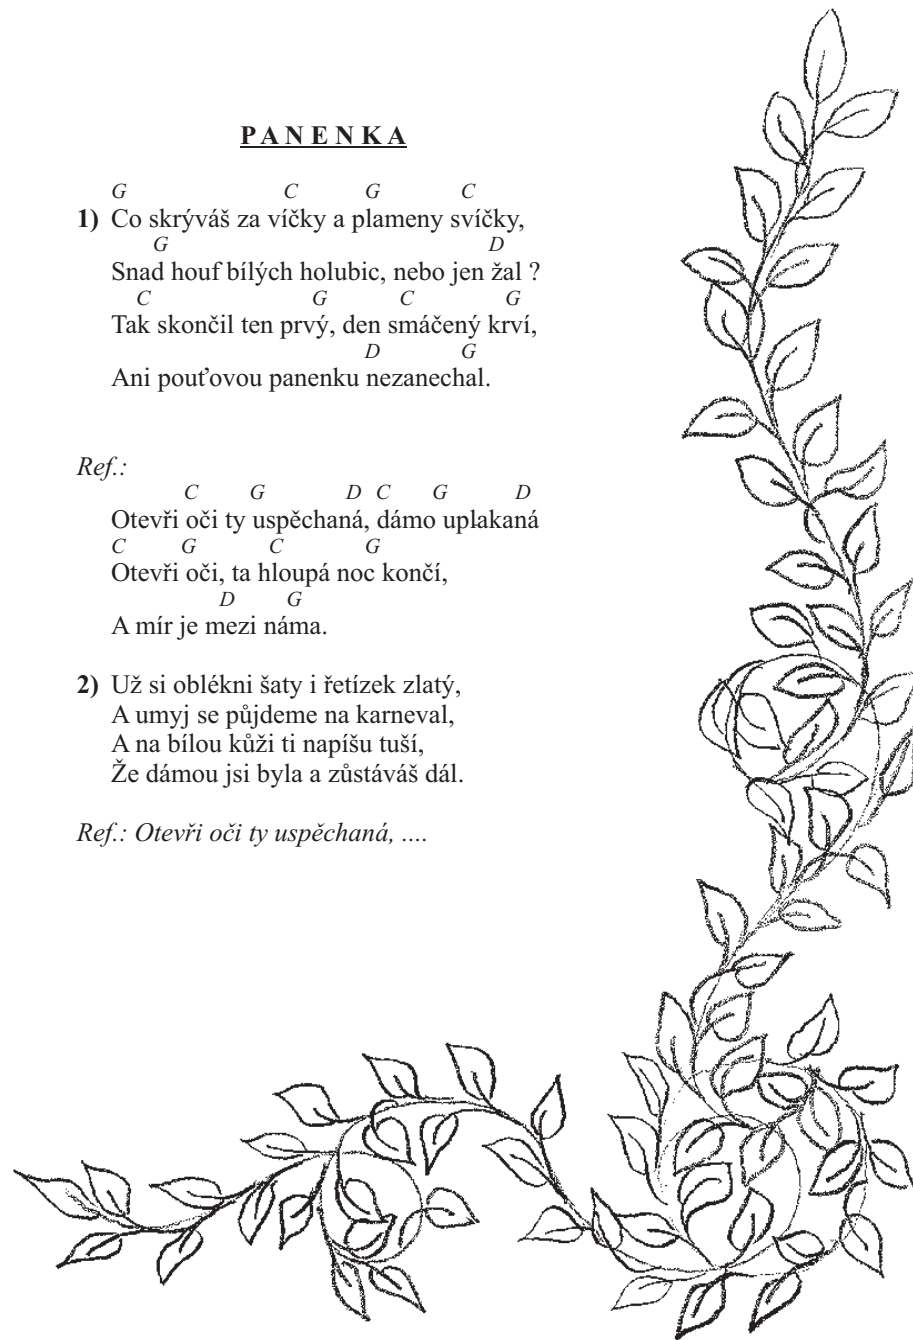 P A N E N K A
G C G C
1) Co skrýváš za víčky a plameny svíčky,
G D
Snad houf bílých holubic, nebo jen žal ?
C G C G
Tak skončil ten prvý, den smáčený krví,
D G
Ani pouťovou panenku nezanechal.
Ref.:
C G D C G D
Otevři oči ty uspěchaná, dámo uplakaná
C G C G
Otevři oči, ta hloupá noc končí,
D G
A mír je mezi náma.
2) Už si oblékni šaty i řetízek zlatý,
A umyj se půjdeme na karneval,
A na bílou kůži ti napíšu tuší,
Že dámou jsi byla a zůstáváš dál.
Ref.: Otevři oči ty uspěchaná, ....